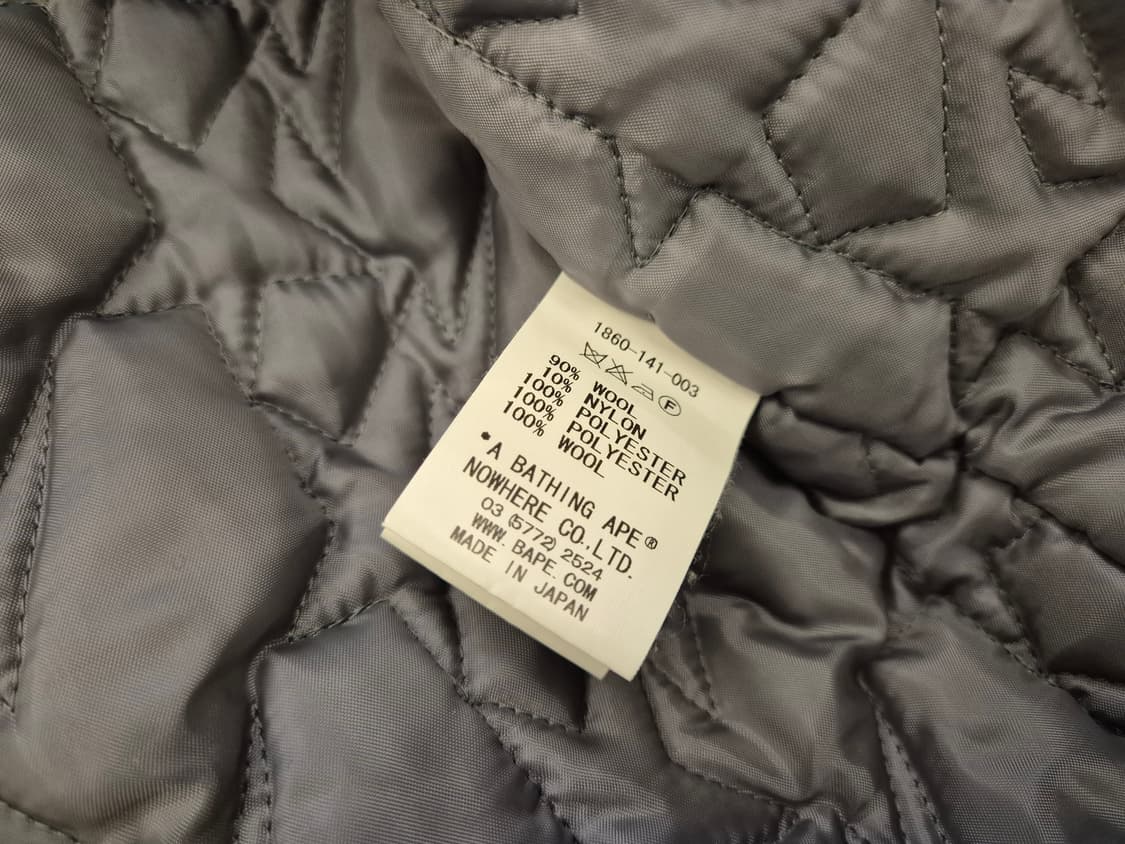 1860-141-003
F
90% WOOL
10% NYLON
100% POLYESTER
100% POLYESTER
100% WOOL
*A BATHING APE®
NOWHERE CO.,LTD.
03(5772)2524
WWW.BAPE.COM
MADE IN JAPAN